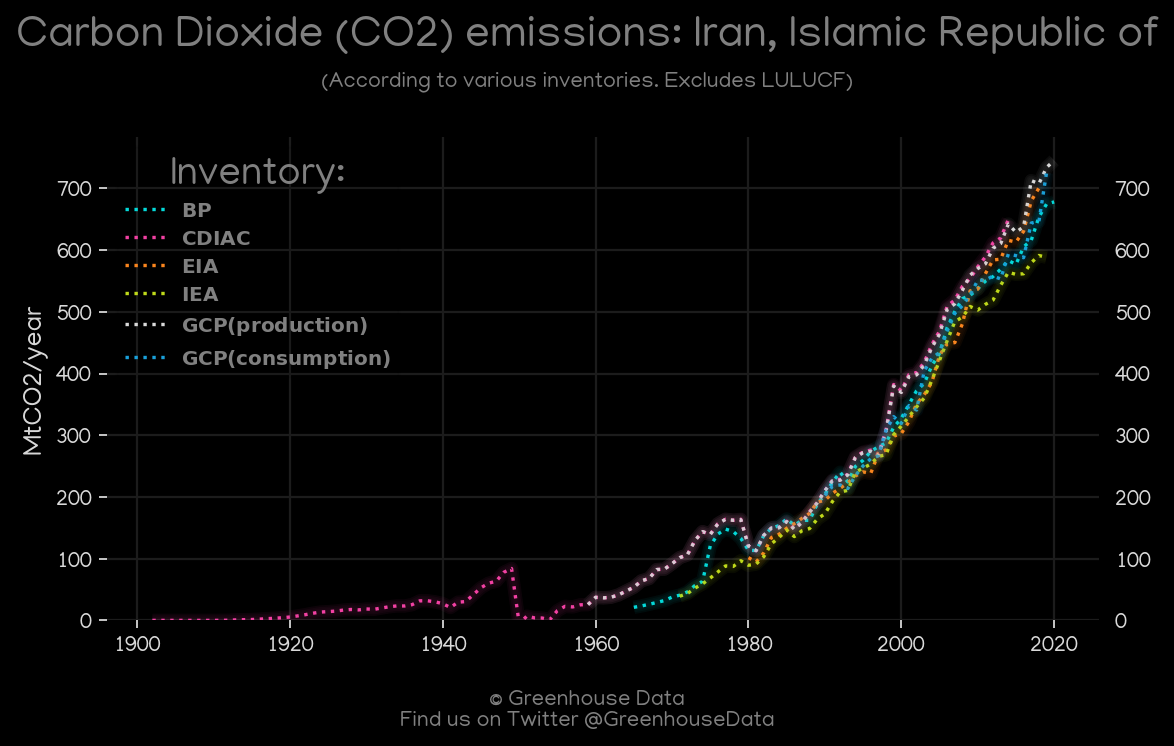 Carbon Dioxide (CO2) emissions: Iran, Islamic Republic of
(According to various inventories. Excludes LULUCF)
Inventory:
BP
CDIAC
EIA
IEA
GCP(production)
GCP(consumption)
MtCO2/year
700
600
500
400
300
200
100
0
700
600
500
400
300
200
100
0
1900 1920 1940 1960 1980 2000 2020
© Greenhouse Data
Find us on Twitter @GreenhouseData